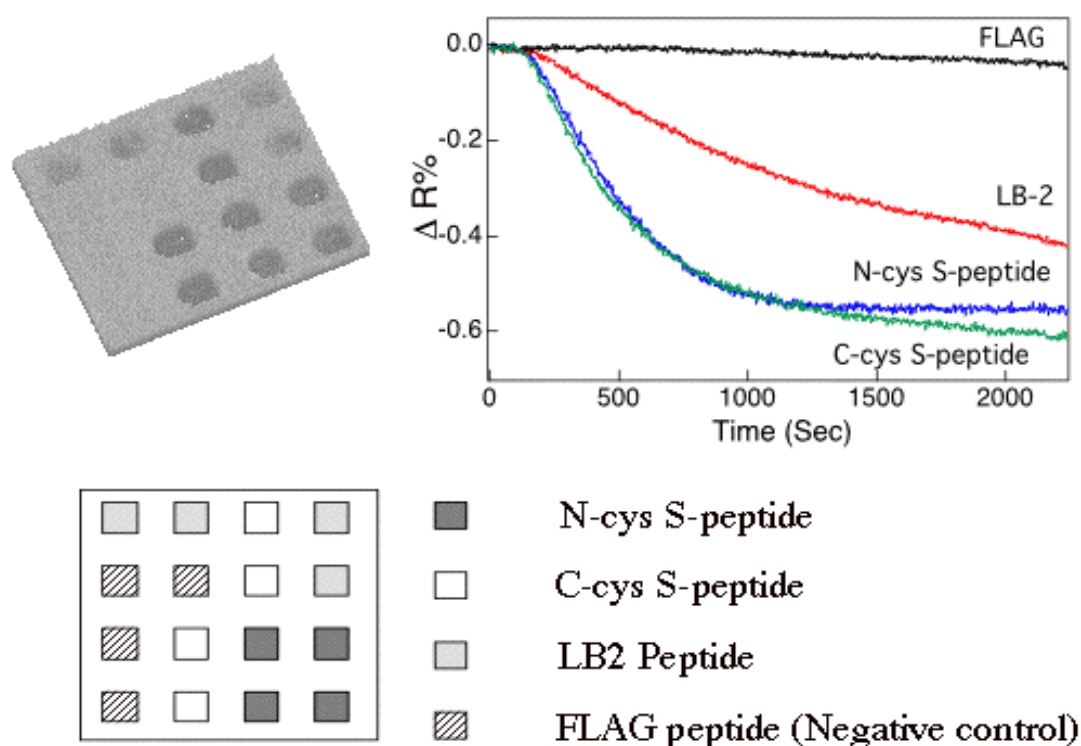 0.0
FLAG
-0.2
LB-2
-0.4
N-cys S-peptide
-0.6
C-cys S-peptide
Δ R%
0 500 1000 1500 2000
Time (Sec)
N-cys S-peptide
C-cys S-peptide
LB2 Peptide
FLAG peptide (Negative control)